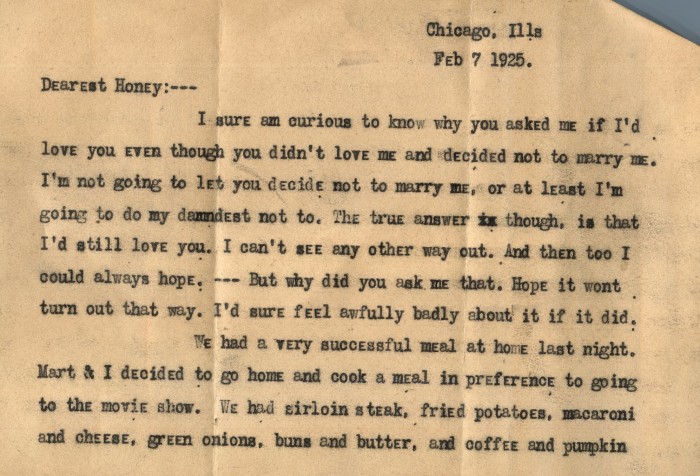 Chicago, Ills
Feb 7 1925.
Dearest Honey:---
I sure am curious to know why you asked me if I'd
love you even though you didn't love me and decided not to marry me.
I'm not going to let you decide not to marry me, or at least I'm
going to do my damndest not to. The true answer is though, is that
I'd still love you. I can't see any other way out. And then too I
could always hope. --- But why did you ask me that. Hope it wont
turn out that way. I'd sure feel awfully badly about it if it did.
We had a very successful meal at home last night.
Mart & I decided to go home and cook a meal in preference to going
to the movie show. We had sirloin steak, fried potatoes, macaroni
and cheese, green onions, buns and butter, and coffee and pumpkin